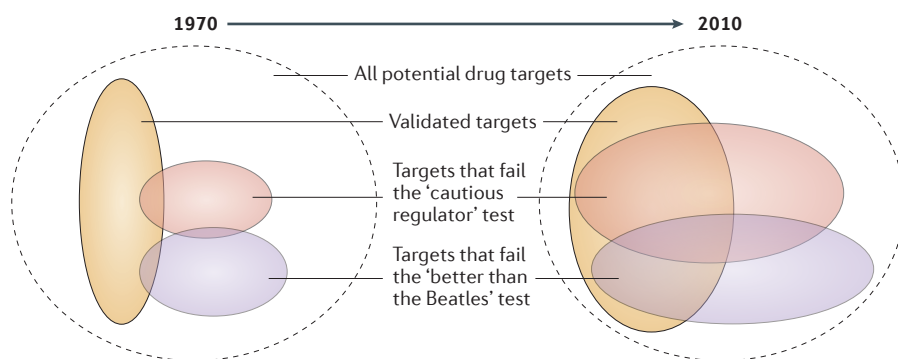 1970
2010
All potential drug targets
Validated targets
Targets that fail
the ‘cautious
regulator’ test
Targets that fail
the ‘better than
the Beatles’ test